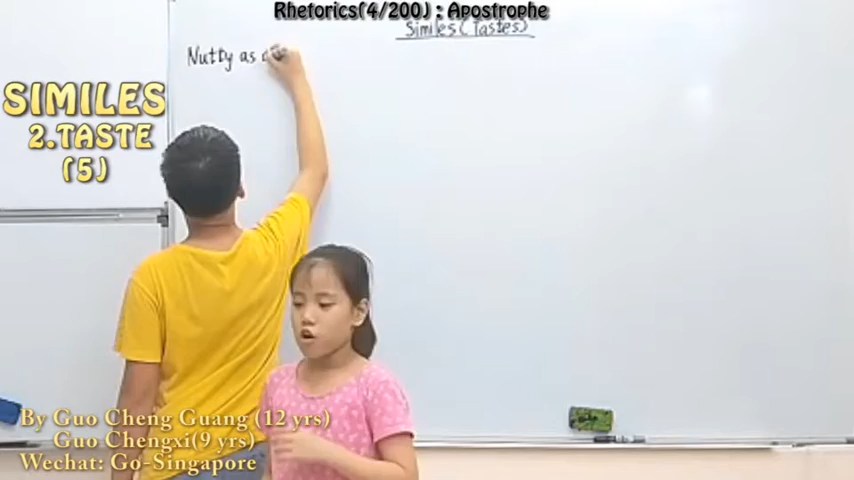 Rhetorics(4/200) : Apostrophe
Similes(Tastes)
Nutty as
SIMILES
2.TASTE
(5)
By Guo Cheng Guang (12 yrs)
Guo Chengxi(9 yrs)
Wechat: Go-Singapore